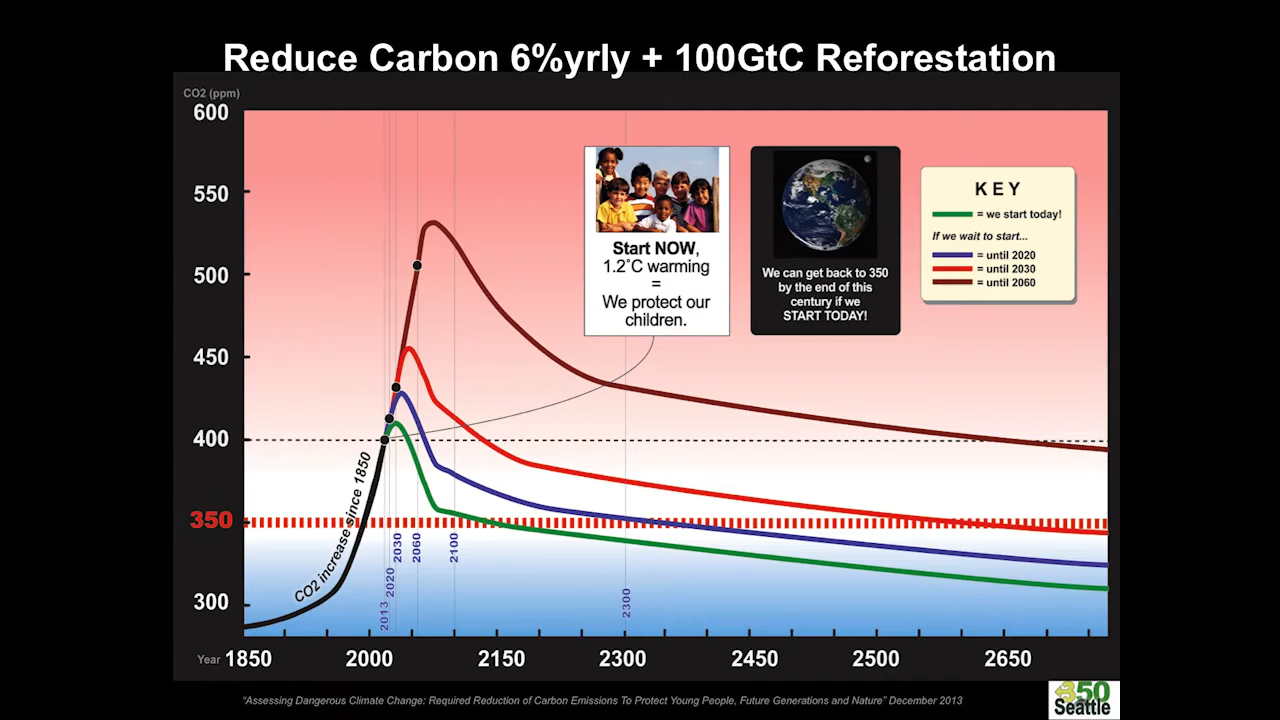 Reduce Carbon 6%yrly + 100GtC Reforestation
CO2 (ppm)
600
550
500
450
400
350
300
CO2 increase since 1850
2013
2020
2030
2060
2100
2300
Start NOW,
1.2˚C warming
=
We protect our
children.
We can get back to 350
by the end of this
century if we
START TODAY!
KEY
= we start today!
If we wait to start...
= until 2020
= until 2030
= until 2060
Year 1850 2000 2150 2300 2450 2500 2650
“Assessing Dangerous Climate Change: Required Reduction of Carbon Emissions To Protect Young People, Future Generations and Nature” December 2013
350
Seattle